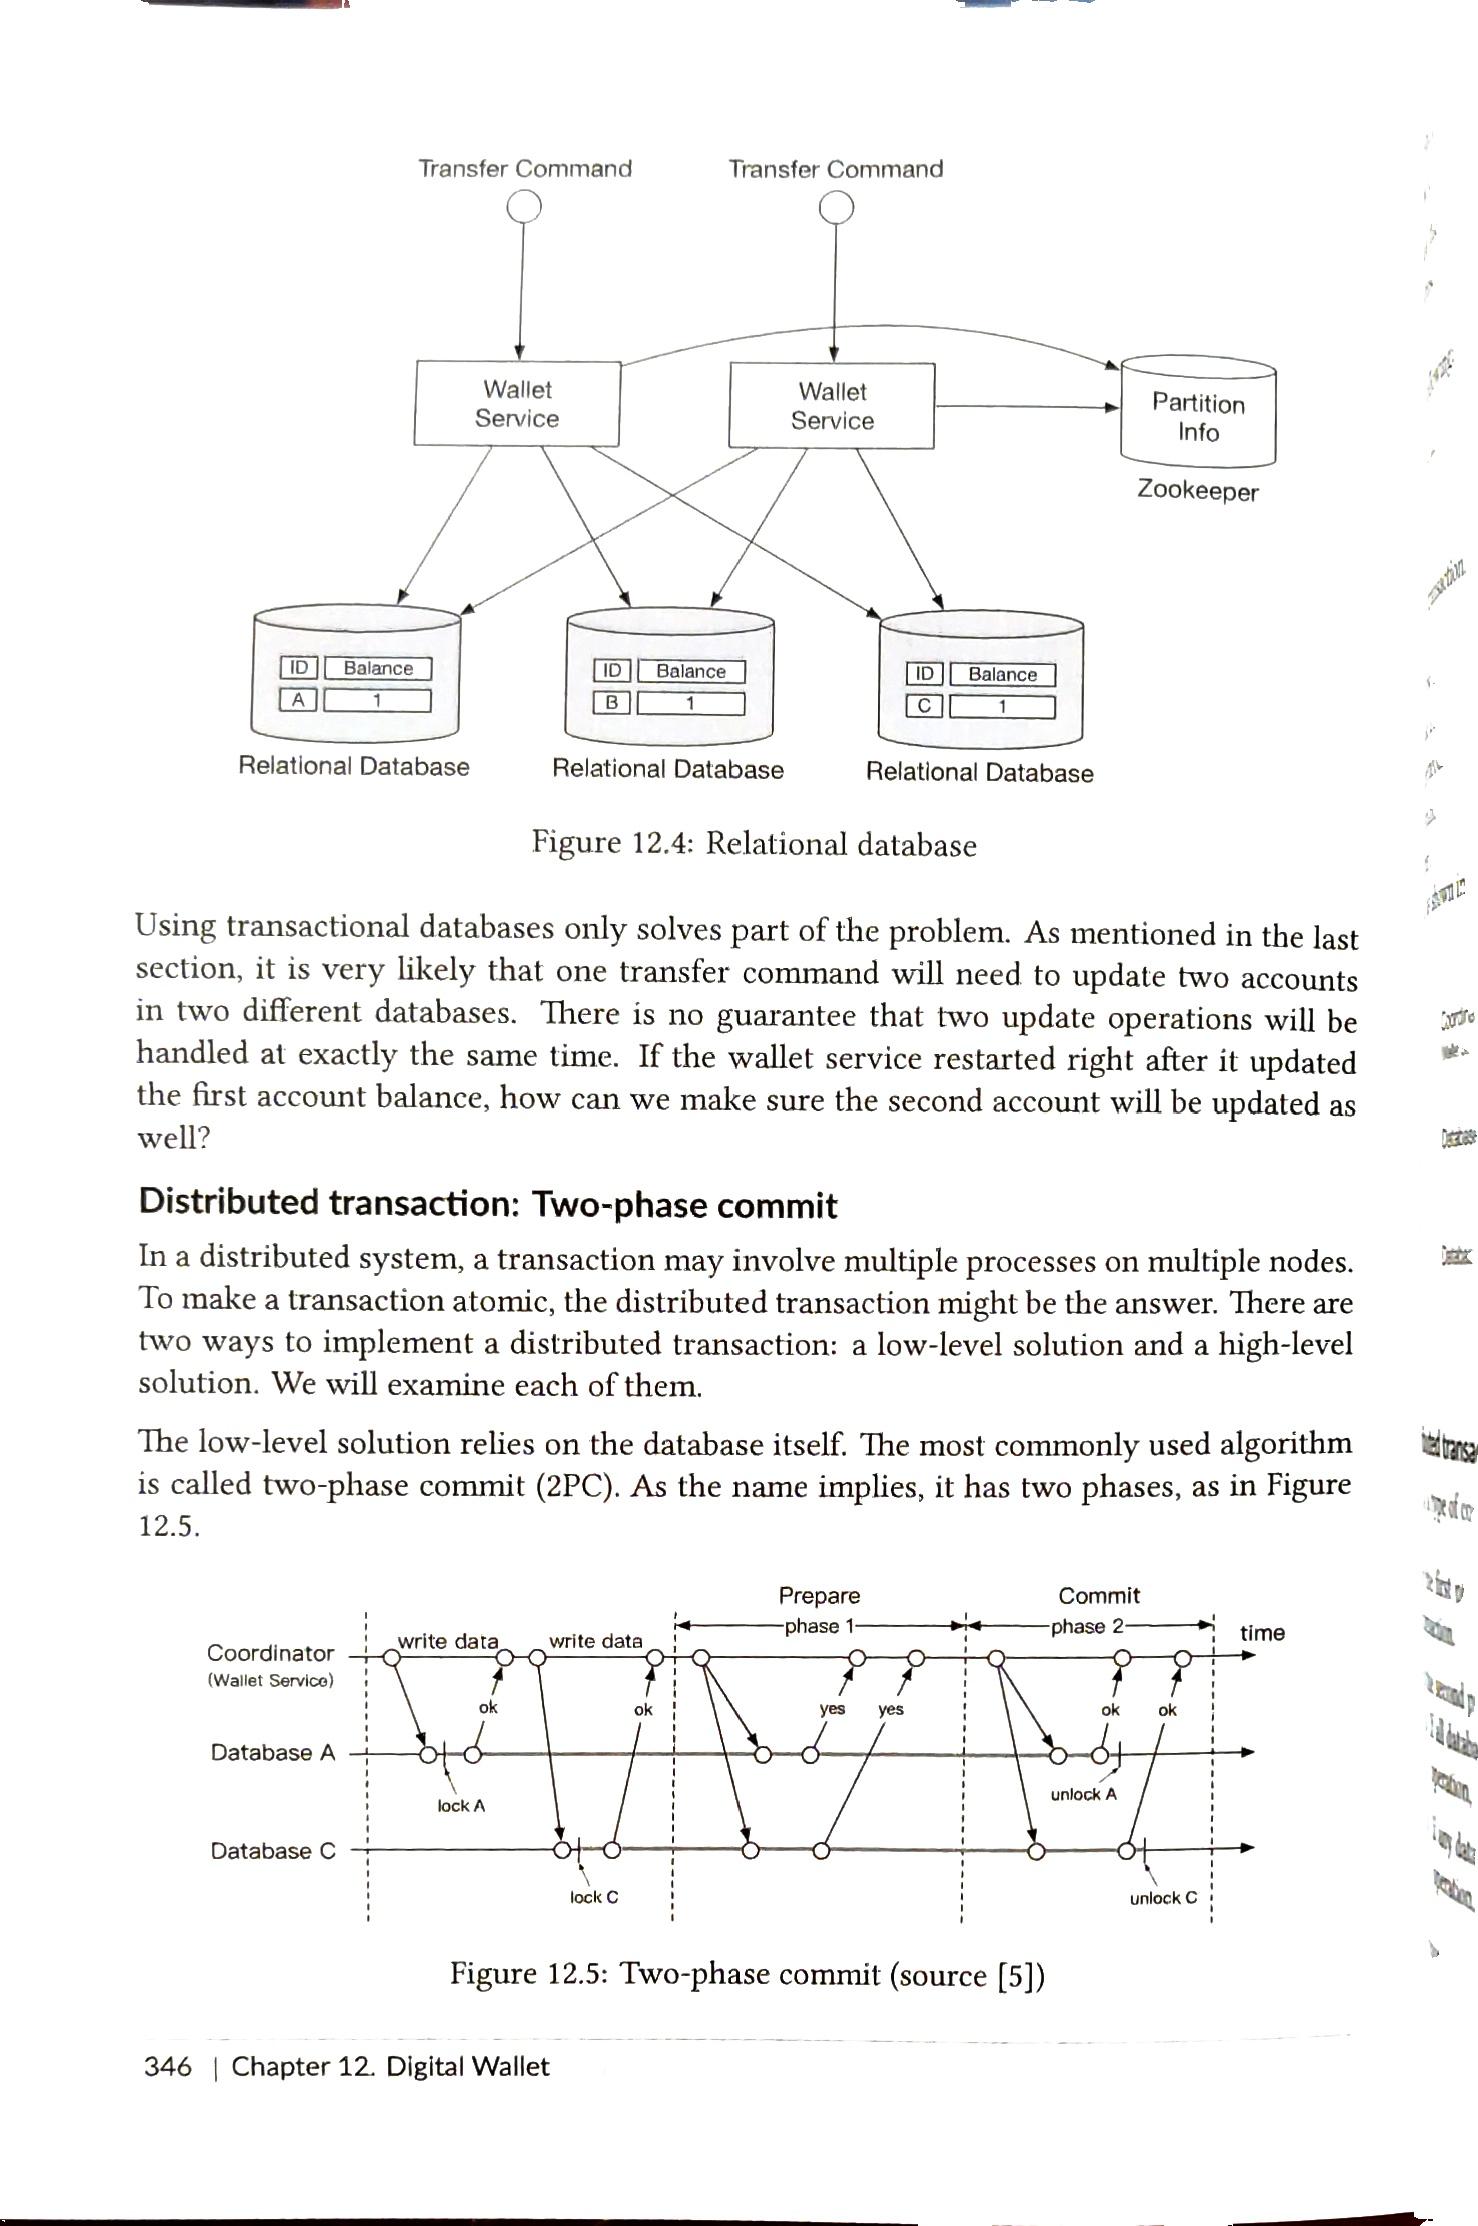 Transfer Command Transfer Command
Wallet
Service
Wallet
Service
Partition
Info
Zookeeper
ID Balance
A 1
ID Balance
B 1
ID Balance
C 1
Relational Database Relational Database Relational Database
Figure 12.4: Relational database
Using transactional databases only solves part of the problem. As mentioned in the last
section, it is very likely that one transfer command will need to update two accounts
in two different databases. There is no guarantee that two update operations will be
handled at exactly the same time. If the wallet service restarted right after it updated
the first account balance, how can we make sure the second account will be updated as
well?
Distributed transaction: Two-phase commit
In a distributed system, a transaction may involve multiple processes on multiple nodes.
To make a transaction atomic, the distributed transaction might be the answer. There are
two ways to implement a distributed transaction: a low-level solution and a high-level
solution. We will examine each of them.
The low-level solution relies on the database itself. The most commonly used algorithm
is called two-phase commit (2PC). As the name implies, it has two phases, as in Figure
12.5.
Prepare Commit
phase 1 phase 2
time
Coordinator
(Wallet Service)
write data write data
ok ok yes yes ok ok
Database A
lock A
unlock A
Database C
lock C
unlock C
Figure 12.5: Two-phase commit (source [5])
346 | Chapter 12. Digital Wallet